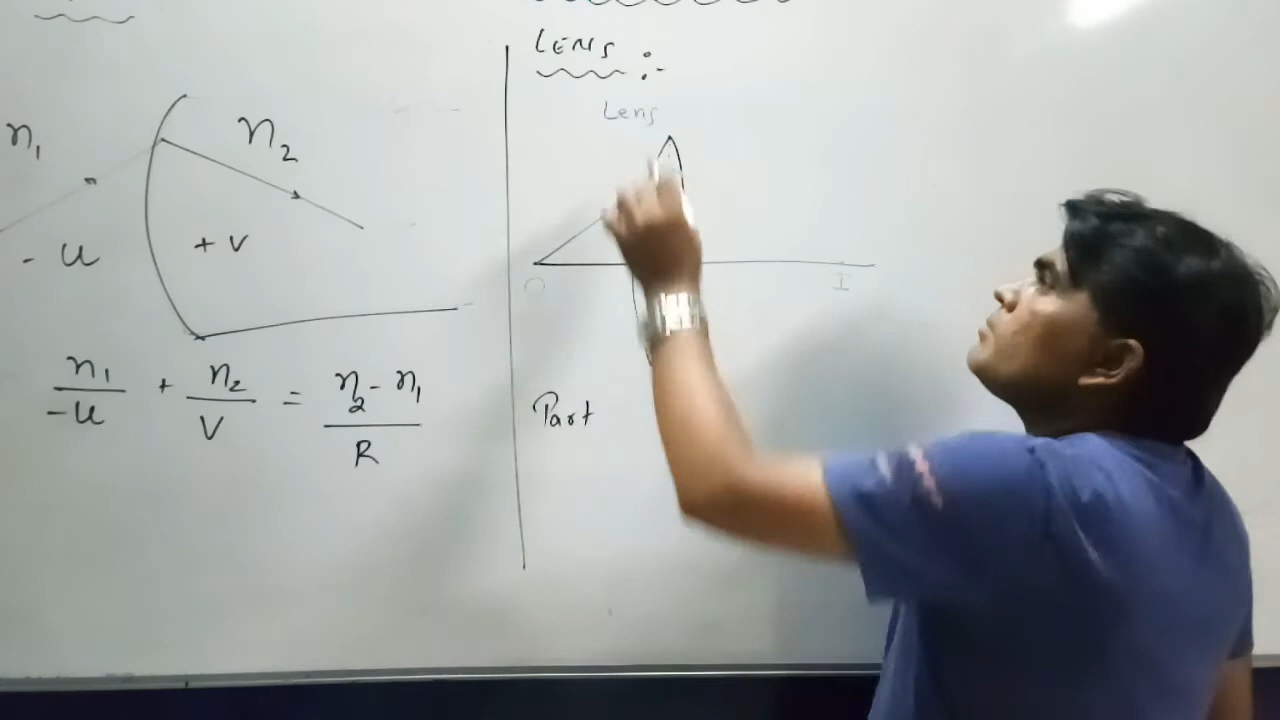 n₁
n₂
- u
+ v
n₁/-u + n₂/v = n₂ - n₁/R
LENS :-
Lens
O
I
Part